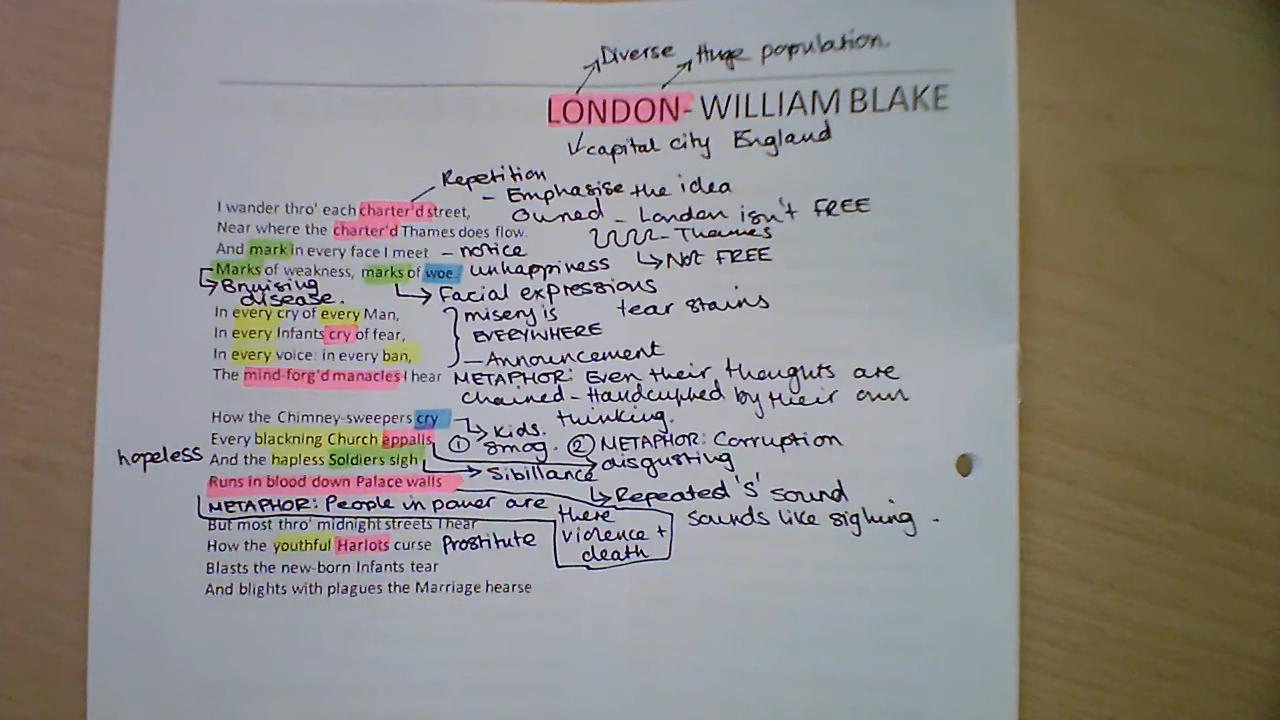 Diverse Huge population.
LONDON- WILLIAM BLAKE
capital city England
Repetition
- Emphasise the idea
I wander thro' each charter'd street,
Owned - London isn't FREE
Near where the charter'd Thames does flow.
- Thames
And mark in every face I meet - notice
Not FREE
Marks of weakness, marks of woe. unhappiness
Bruising
disease.
Facial expressions
tear stains
In every cry of every Man,
misery is
In every Infants cry of fear,
EVERYWHERE
In every voice: in every ban,
- Announcement
The mind-forg'd manacles I hear METAPHOR: Even their thoughts are
chained - Handcuphed by their own
thinking.
How the Chimney-sweepers cry
Kids.
Every blackning Church appalls,
① smog. ② METAPHOR: Corruption
disgusting
hopeless
And the hapless Soldiers sigh
Sibillance
Runs in blood down Palace walls
Repeated 'S' sound
sounds like sighing.
METAPHOR: People in power are
there
violence +
death
But most thro' midnight streets I hear
How the youthful Harlots curse Prostitute
Blasts the new-born Infants tear
And blights with plagues the Marriage hearse